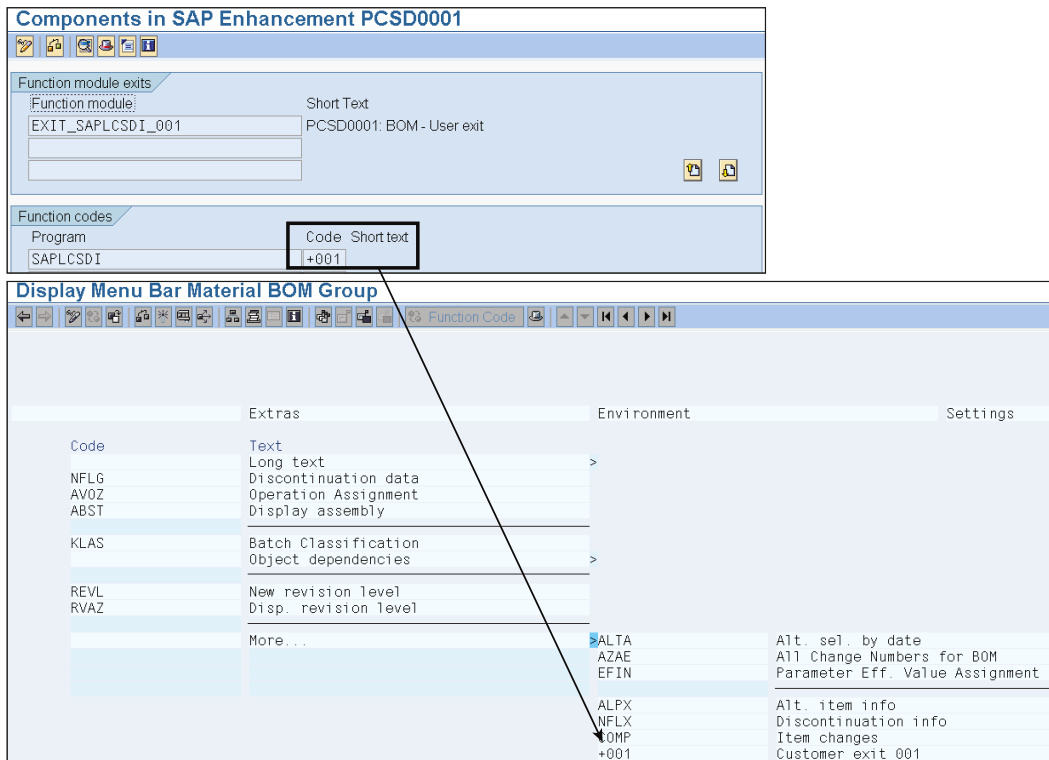 Components in SAP Enhancement PCSD0001
Function module exits
Function module Short Text
EXIT_SAPLCSDI_001 PCSD0001: BOM - User exit
Function codes
Program Code Short text
SAPLCSDI +001
Display Menu Bar Material BOM Group
Function Code
Extras Environment Settings
Code Text
Long text >
NFLG Discontinuation data
AVOZ Operation Assignment
ABST Display assembly
KLAS Batch Classification
Object dependencies >
REVL New revision level
RVAZ Disp. revision level
More... >ALTA Alt. sel. by date
AZAE All Change Numbers for BOM
EFIN Parameter Eff. Value Assignment
ALPX Alt. item info
NFLX Discontinuation info
COMP Item changes
+001 Customer exit 001